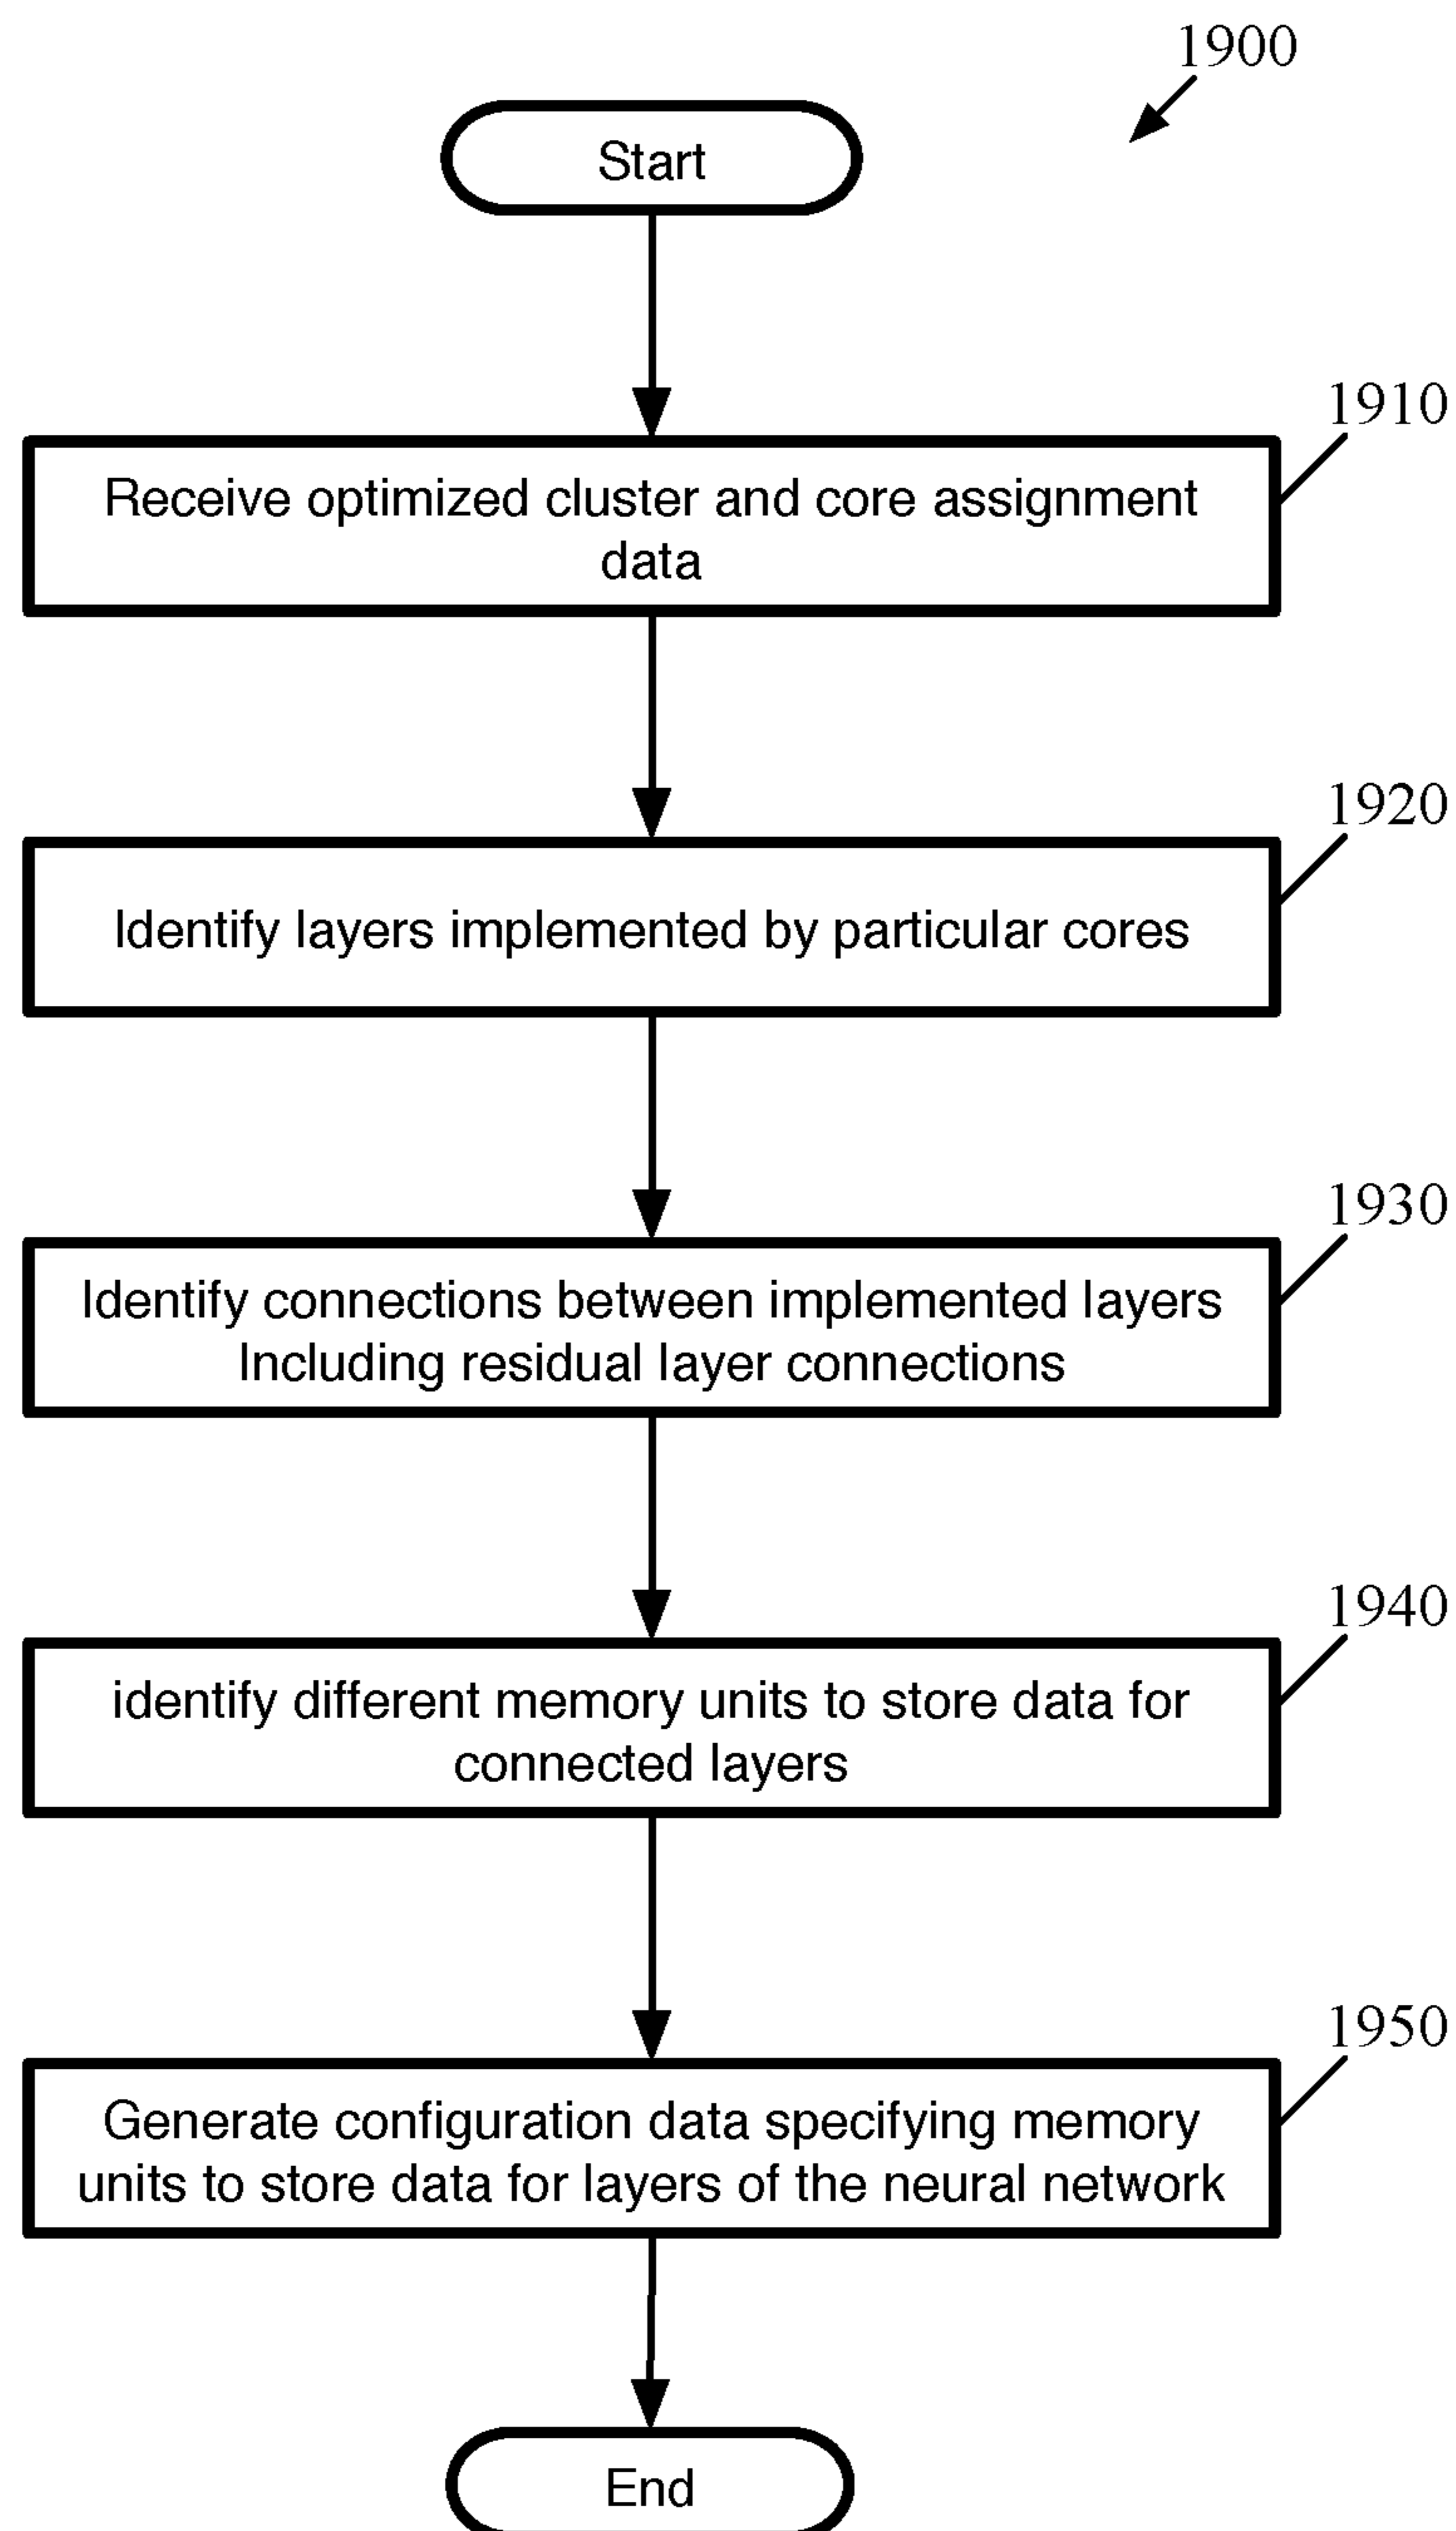 1900
Start
1910
Receive optimized cluster and core assignment
data
1920
Identify layers implemented by particular cores
1930
Identify connections between implemented layers
Including residual layer connections
1940
identify different memory units to store data for
connected layers
1950
Generate configuration data specifying memory
units to store data for layers of the neural network
End